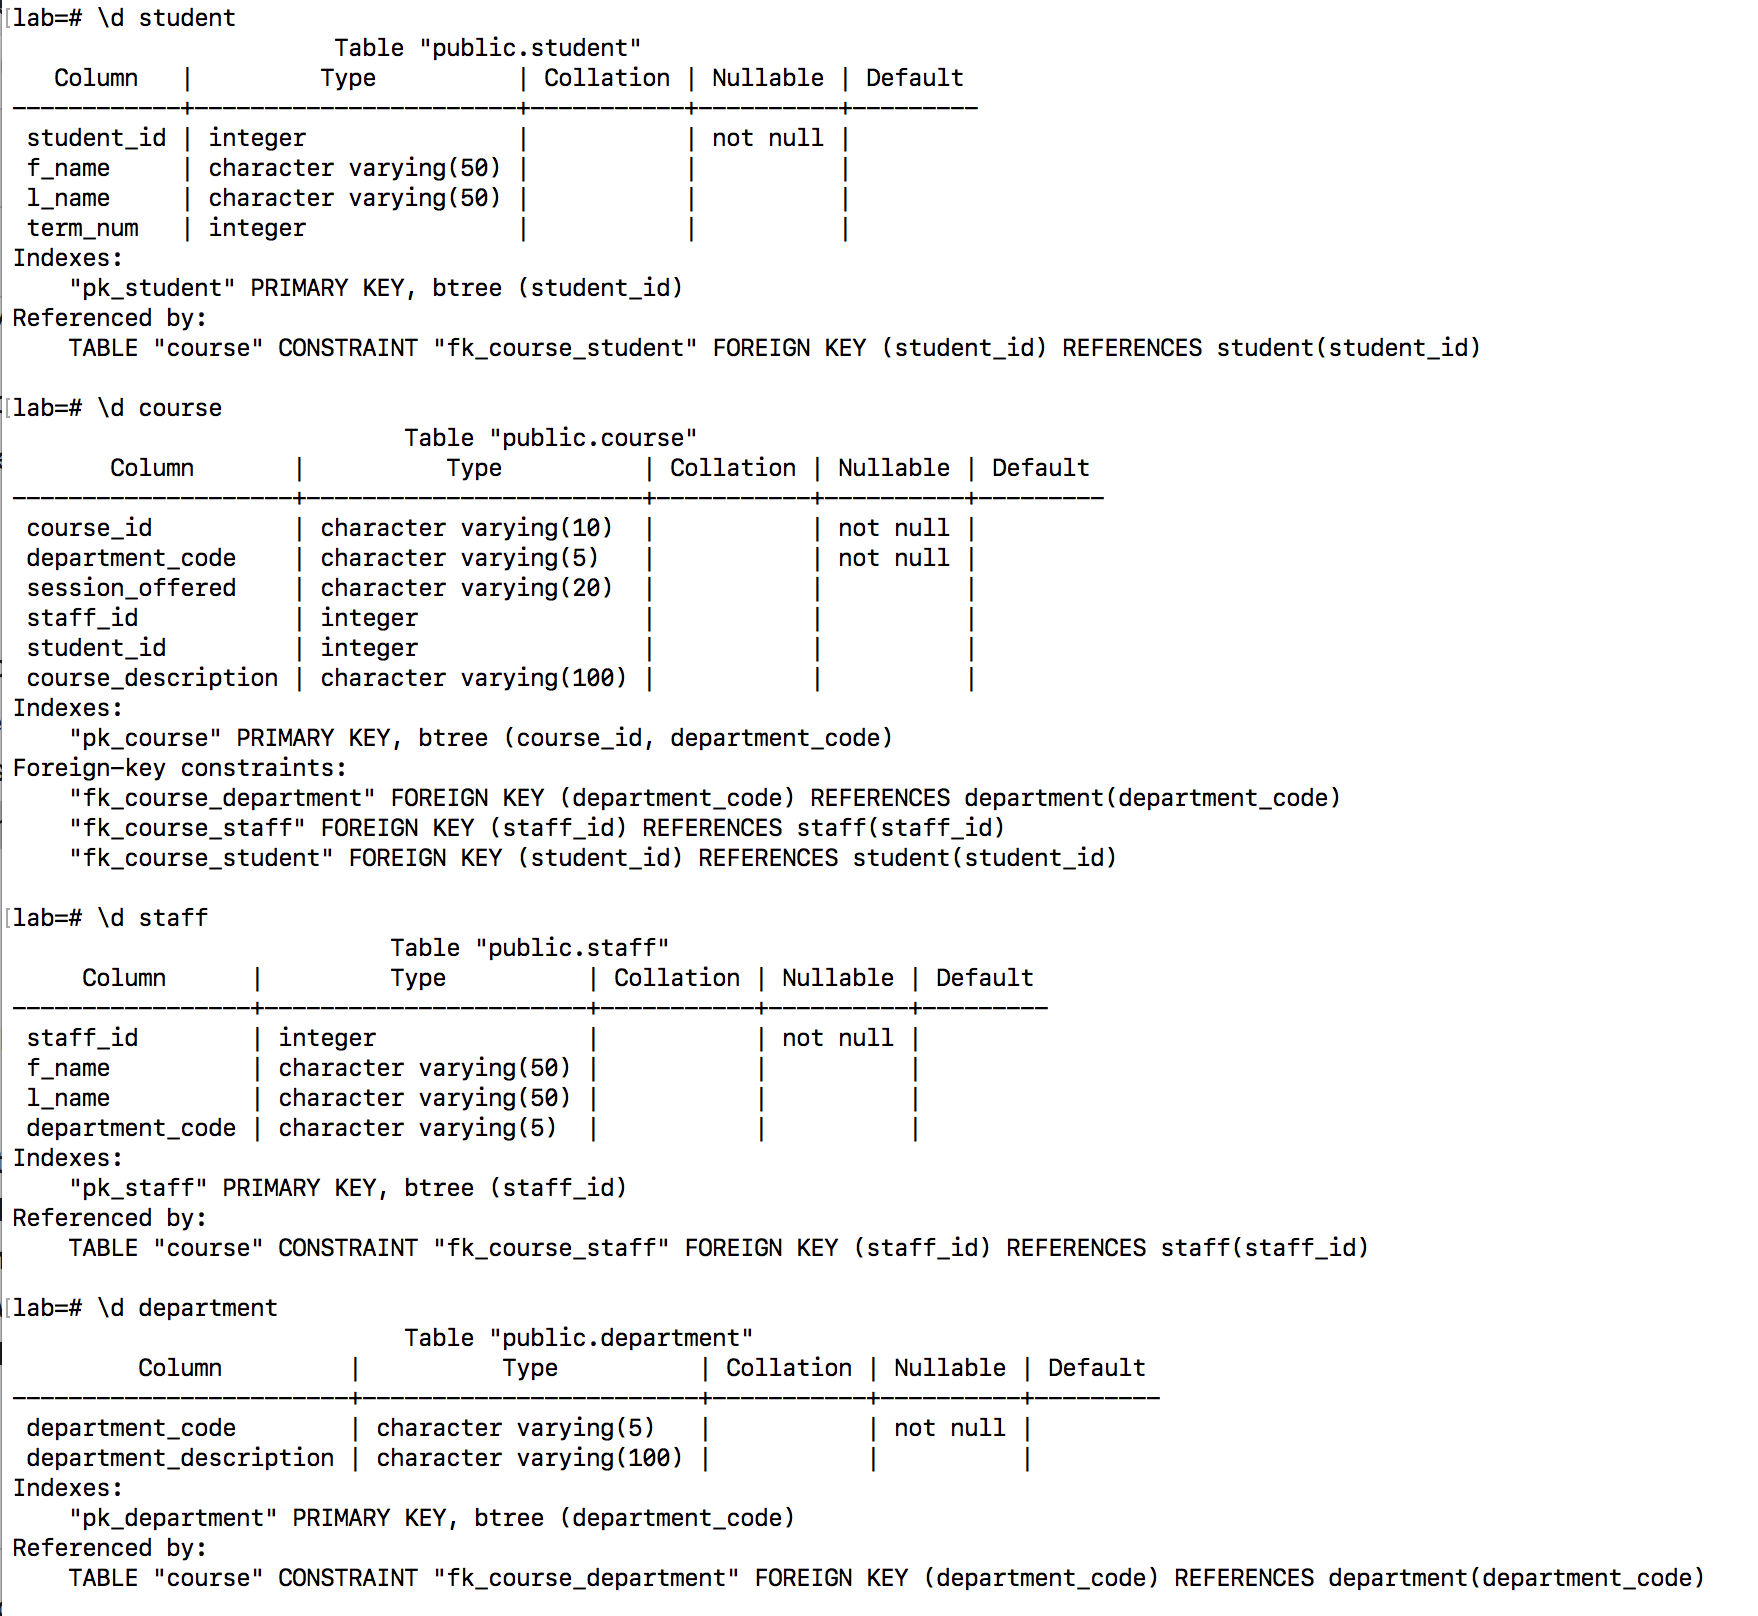 [lab=# \d student
Table "public.student"
Column | Type | Collation | Nullable | Default
------------+-----------------------+-----------+----------+---------
student_id | integer | | not null |
f_name | character varying(50) | | |
l_name | character varying(50) | | |
term_num | integer | | |
Indexes:
"pk_student" PRIMARY KEY, btree (student_id)
Referenced by:
TABLE "course" CONSTRAINT "fk_course_student" FOREIGN KEY (student_id) REFERENCES student(student_id)
[lab=# \d course
Table "public.course"
Column | Type | Collation | Nullable | Default
--------------------+------------------------+-----------+----------+---------
course_id | character varying(10) | | not null |
department_code | character varying(5) | | not null |
session_offered | character varying(20) | | |
staff_id | integer | | |
student_id | integer | | |
course_description | character varying(100) | | |
Indexes:
"pk_course" PRIMARY KEY, btree (course_id, department_code)
Foreign-key constraints:
"fk_course_department" FOREIGN KEY (department_code) REFERENCES department(department_code)
"fk_course_staff" FOREIGN KEY (staff_id) REFERENCES staff(staff_id)
"fk_course_student" FOREIGN KEY (student_id) REFERENCES student(student_id)
[lab=# \d staff
Table "public.staff"
Column | Type | Collation | Nullable | Default
-----------------+-----------------------+-----------+----------+---------
staff_id | integer | | not null |
f_name | character varying(50) | | |
l_name | character varying(50) | | |
department_code | character varying(5) | | |
Indexes:
"pk_staff" PRIMARY KEY, btree (staff_id)
Referenced by:
TABLE "course" CONSTRAINT "fk_course_staff" FOREIGN KEY (staff_id) REFERENCES staff(staff_id)
[lab=# \d department
Table "public.department"
Column | Type | Collation | Nullable | Default
------------------------+------------------------+-----------+----------+---------
department_code | character varying(5) | | not null |
department_description | character varying(100) | | |
Indexes:
"pk_department" PRIMARY KEY, btree (department_code)
Referenced by:
TABLE "course" CONSTRAINT "fk_course_department" FOREIGN KEY (department_code) REFERENCES department(department_code)